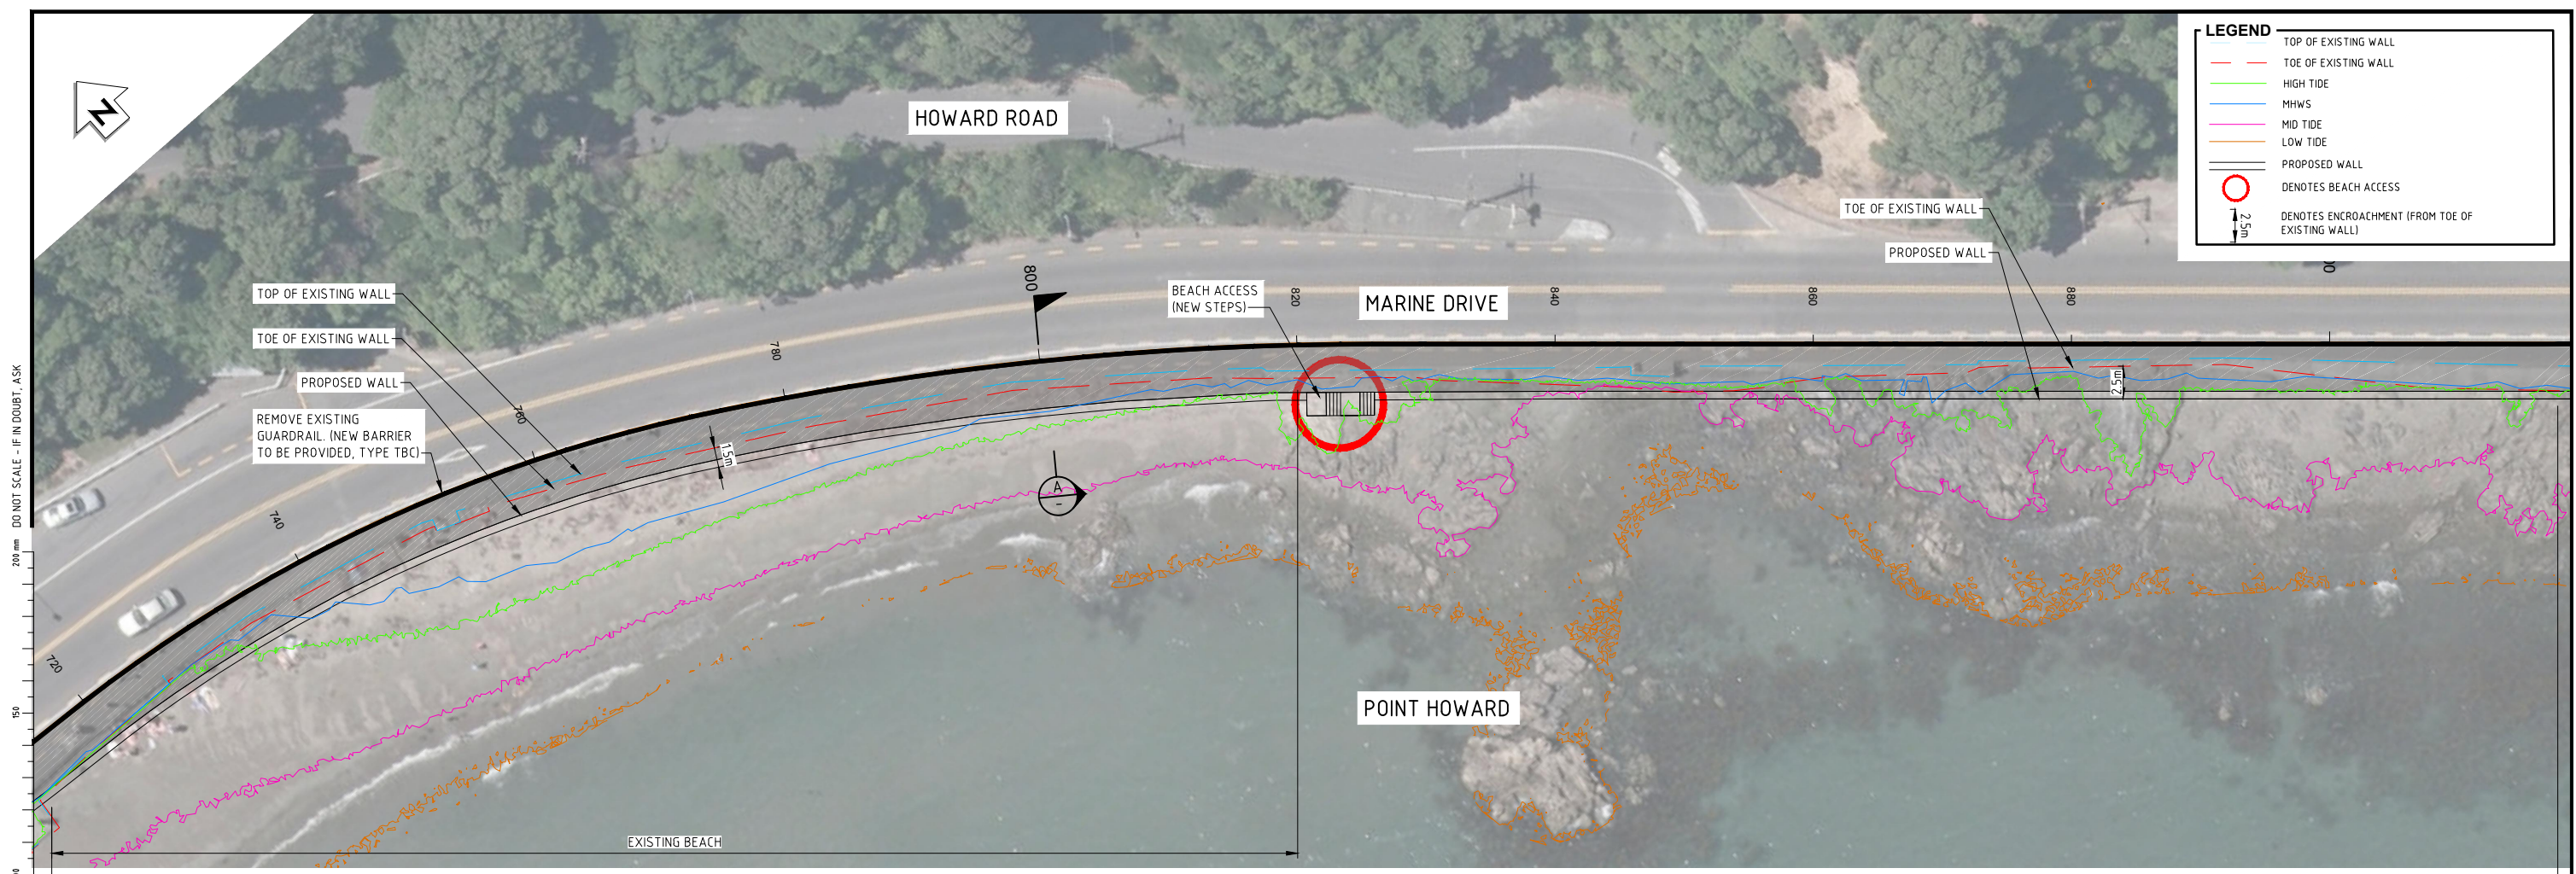 LEGEND
TOP OF EXISTING WALL
TOE OF EXISTING WALL
HIGH TIDE
MHWS
MID TIDE
LOW TIDE
PROPOSED WALL
DENOTES BEACH ACCESS
2.5m
DENOTES ENCROACHMENT (FROM TOE OF
EXISTING WALL)
N
HOWARD ROAD
TOE OF EXISTING WALL
PROPOSED WALL
MARINE DRIVE
BEACH ACCESS
(NEW STEPS)
TOP OF EXISTING WALL
TOE OF EXISTING WALL
PROPOSED WALL
REMOVE EXISTING
GUARDRAIL. (NEW BARRIER
TO BE PROVIDED, TYPE TBC)
720
740
760
780
800
820
840
860
880
1.5m
2.5m
A
-
POINT HOWARD
EXISTING BEACH
DO NOT SCALE - IF IN DOUBT, ASK
200 mm
150